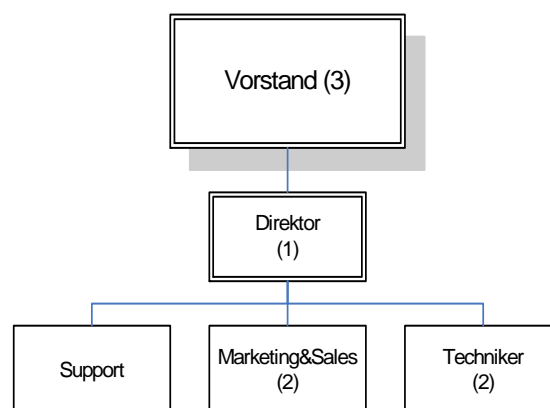 Vorstand (3)
Direktor
(1)
Support
Marketing&Sales
(2)
Techniker
(2)